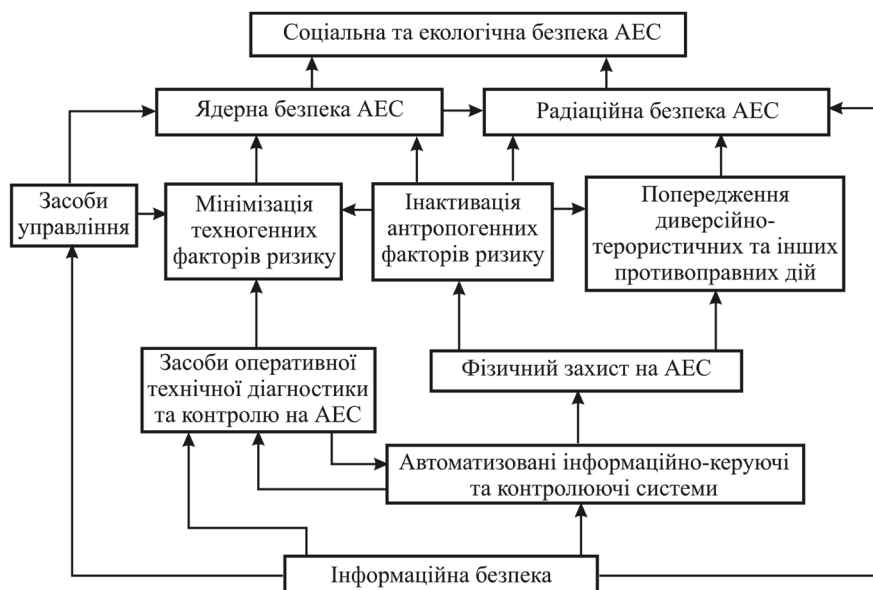 Соціальна та екологічна безпека АЕС
Ядерна безпека АЕС
Радіаційна безпека АЕС
Засоби
управління
Мінімізація
техногенних
факторів ризику
Інактивація
антропогенних
факторів ризику
Попередження
диверсійно-
терористичних та інших
противоправних дій
Засоби оперативної
технічної діагностики
та контролю на АЕС
Фізичний захист на АЕС
Автоматизовані інформаційно-керуючі
та контролюючі системи
Інформаційна безпека